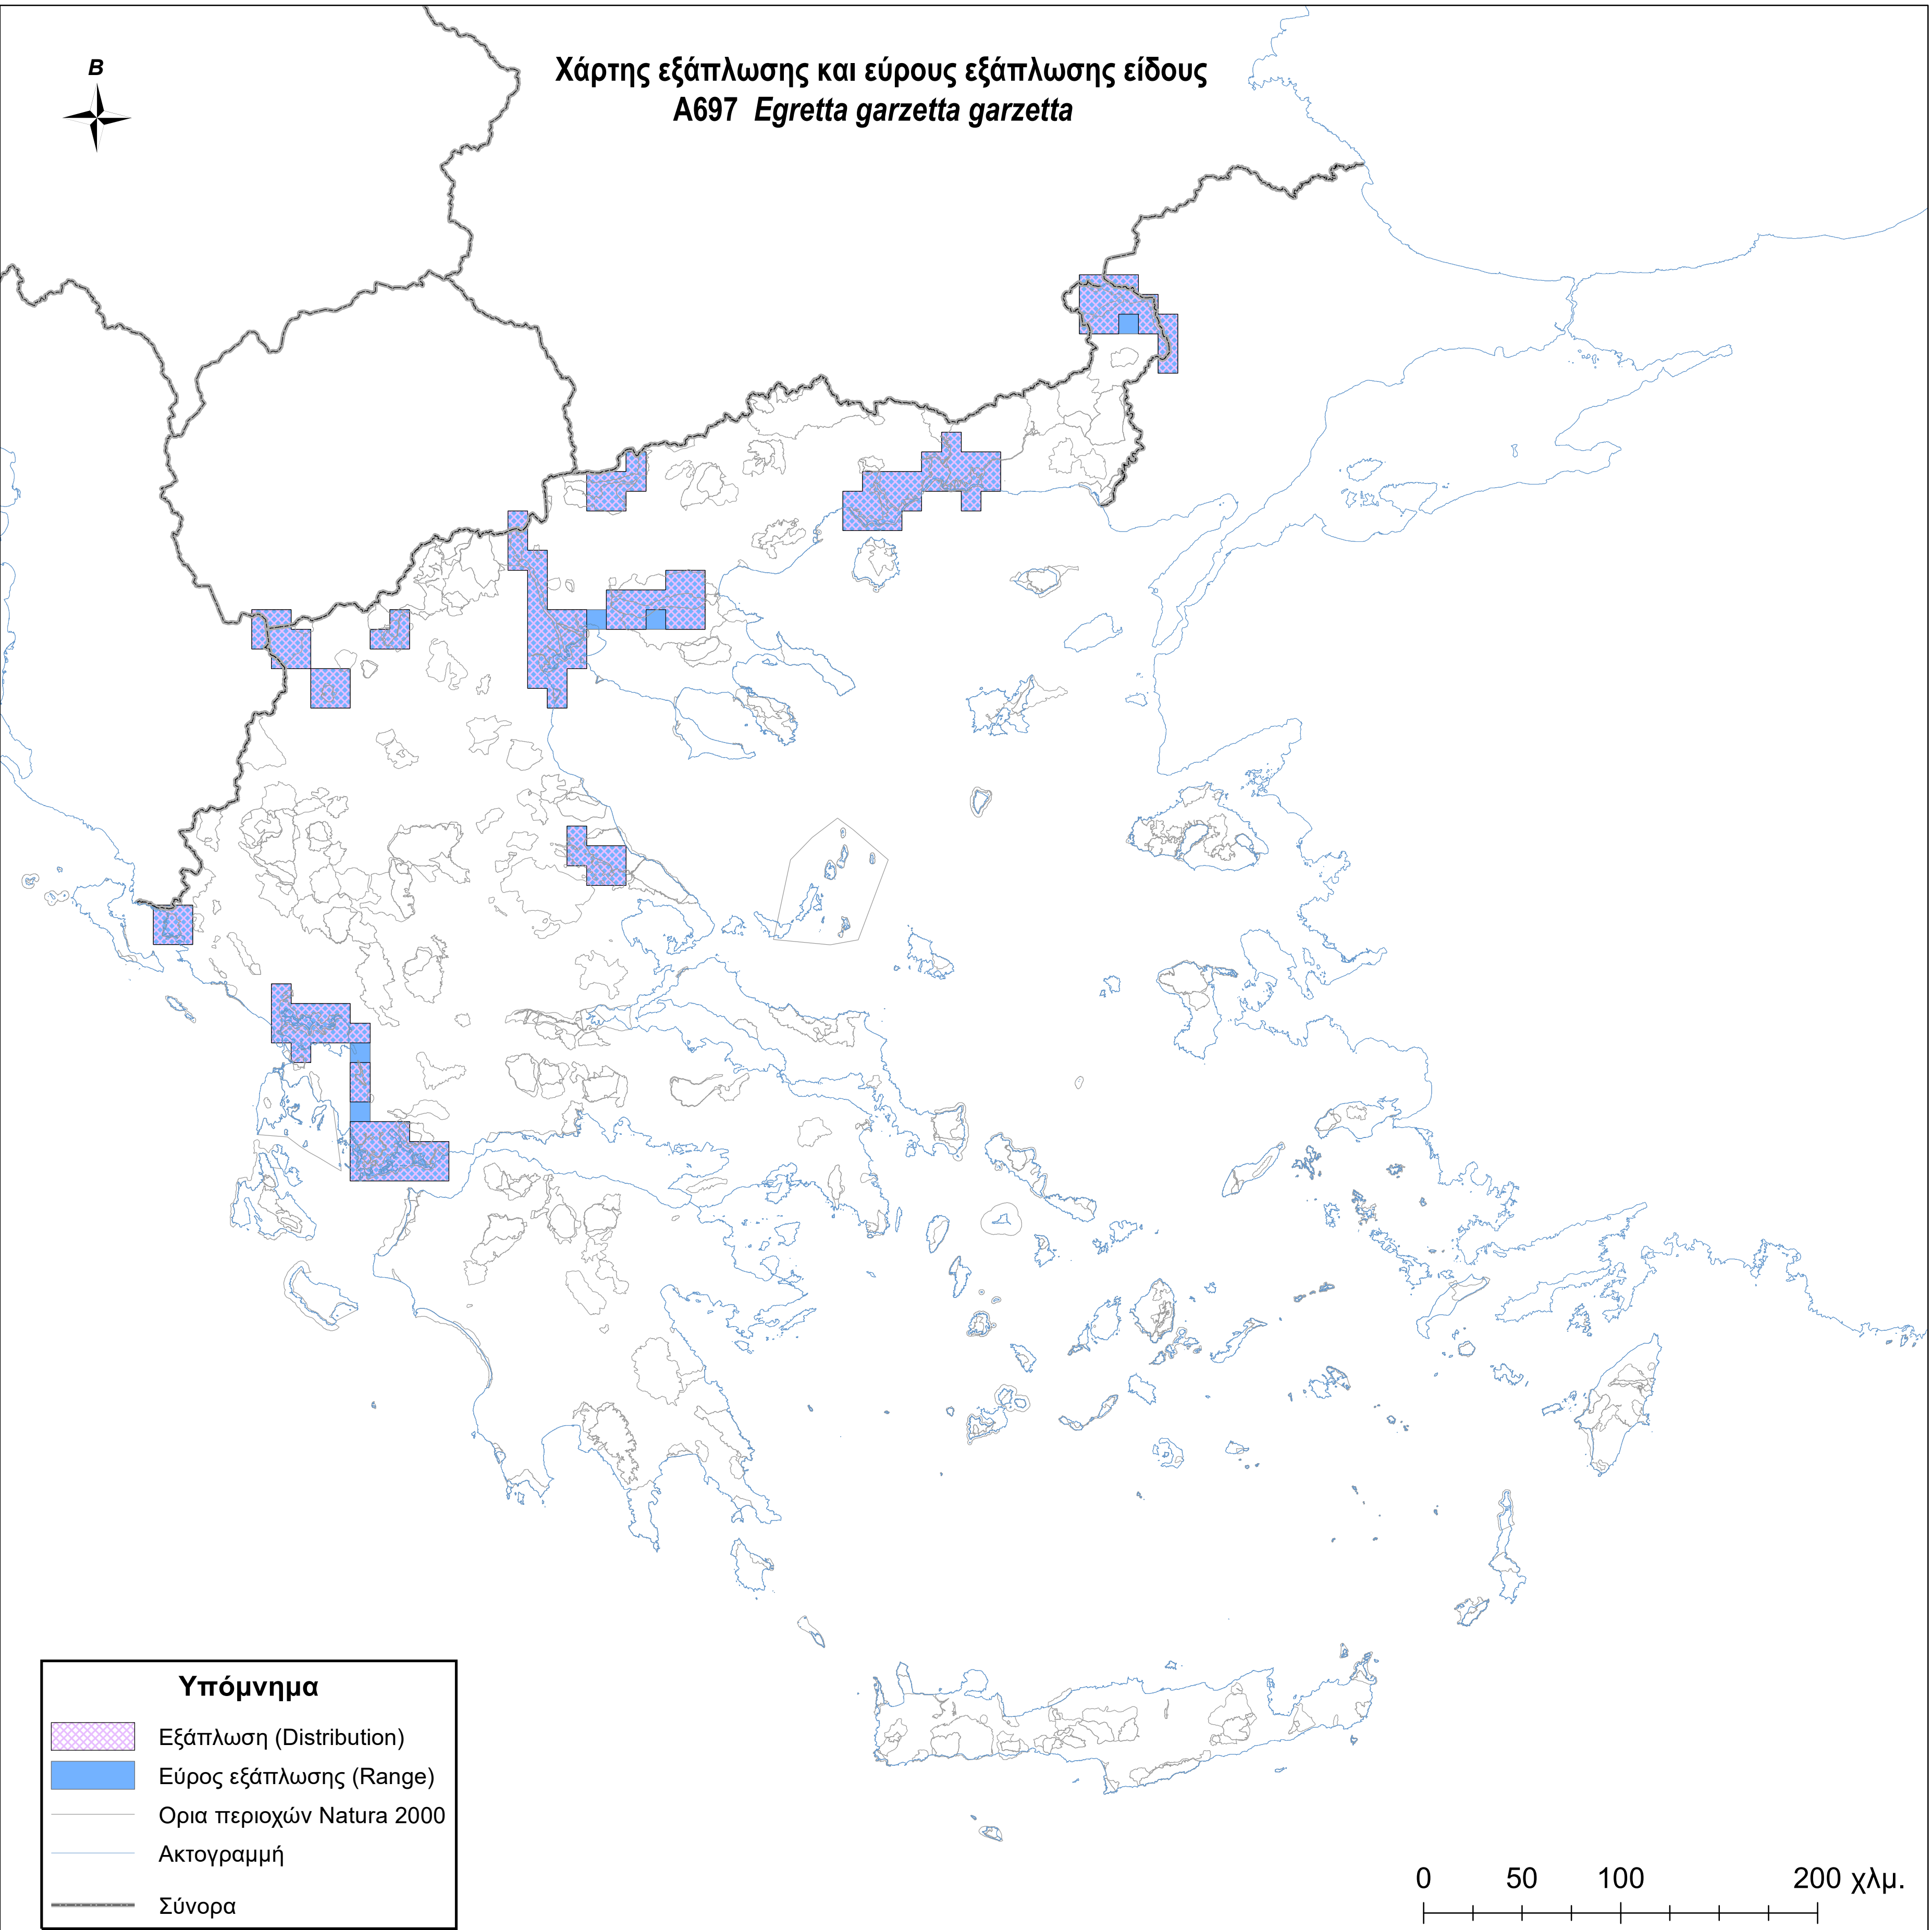 Χάρτης εξάπλωσης και εύρους εξάπλωσης είδους
A697 Egretta garzetta garzetta
Β
Υπόμνημα
Εξάπλωση (Distribution)
Εύρος εξάπλωσης (Range)
Ορια περιοχών Natura 2000
Ακτογραμμή
Σύνορα
0 50 100 200 χλμ.